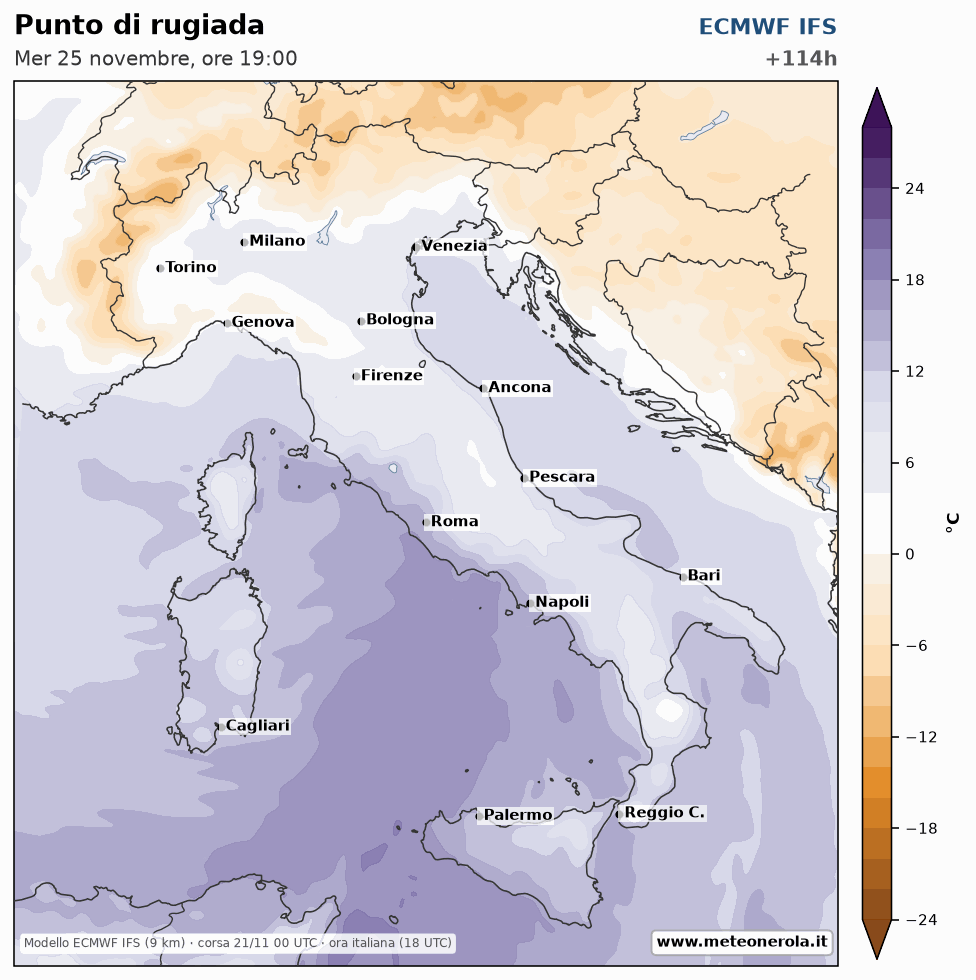 Punto di rugiada
ECMWF IFS
Mer 25 novembre, ore 19:00
+114h
Milano
Venezia
Torino
Genova
Bologna
Firenze
Ancona
Pescara
Roma
Bari
Napoli
Cagliari
Palermo
Reggio C.
24
18
12
6
0
−6
−12
−18
−24
°C
Modello ECMWF IFS (9 km) · corsa 21/11 00 UTC · ora italiana (18 UTC)
www.meteonerola.it